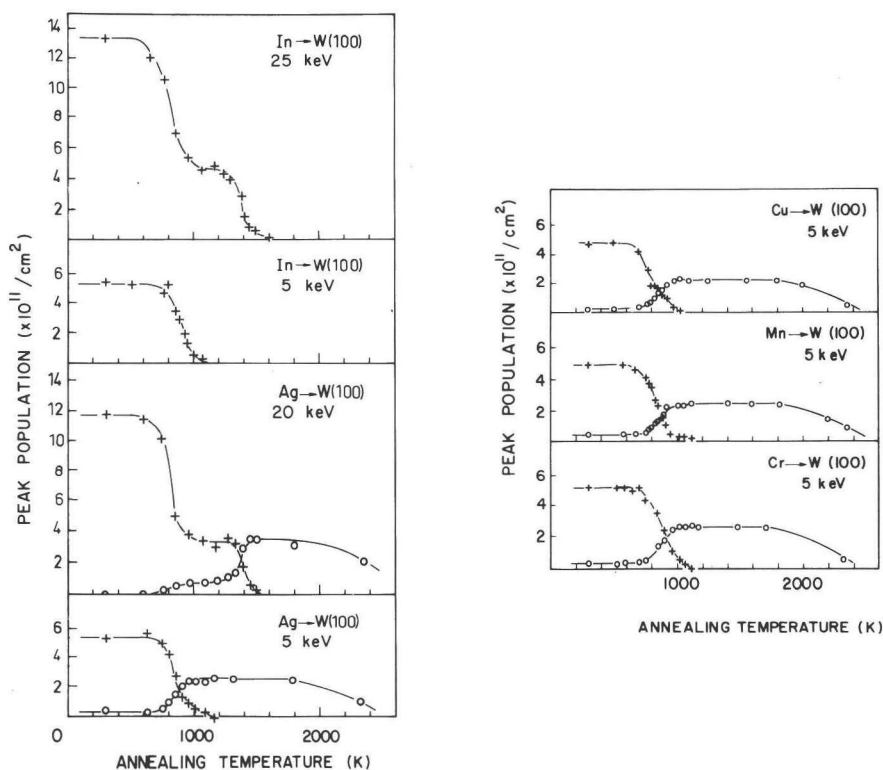 14
12
10
8
6
4
2
In→W(100)
25 keV
6
4
2
In→W(100)
5 keV
14
12
10
8
6
4
2
Ag→W(100)
20 keV
6
4
2
Ag→W(100)
5 keV
0
1000
2000
PEAK POPULATION (x10¹¹/cm²)
ANNEALING TEMPERATURE (K)
6
4
2
Cu→W (100)
5 keV
6
4
2
Mn→W (100)
5 keV
6
4
2
Cr→W (100)
5 keV
1000
2000
PEAK POPULATION (x10¹¹/cm²)
ANNEALING TEMPERATURE (K)